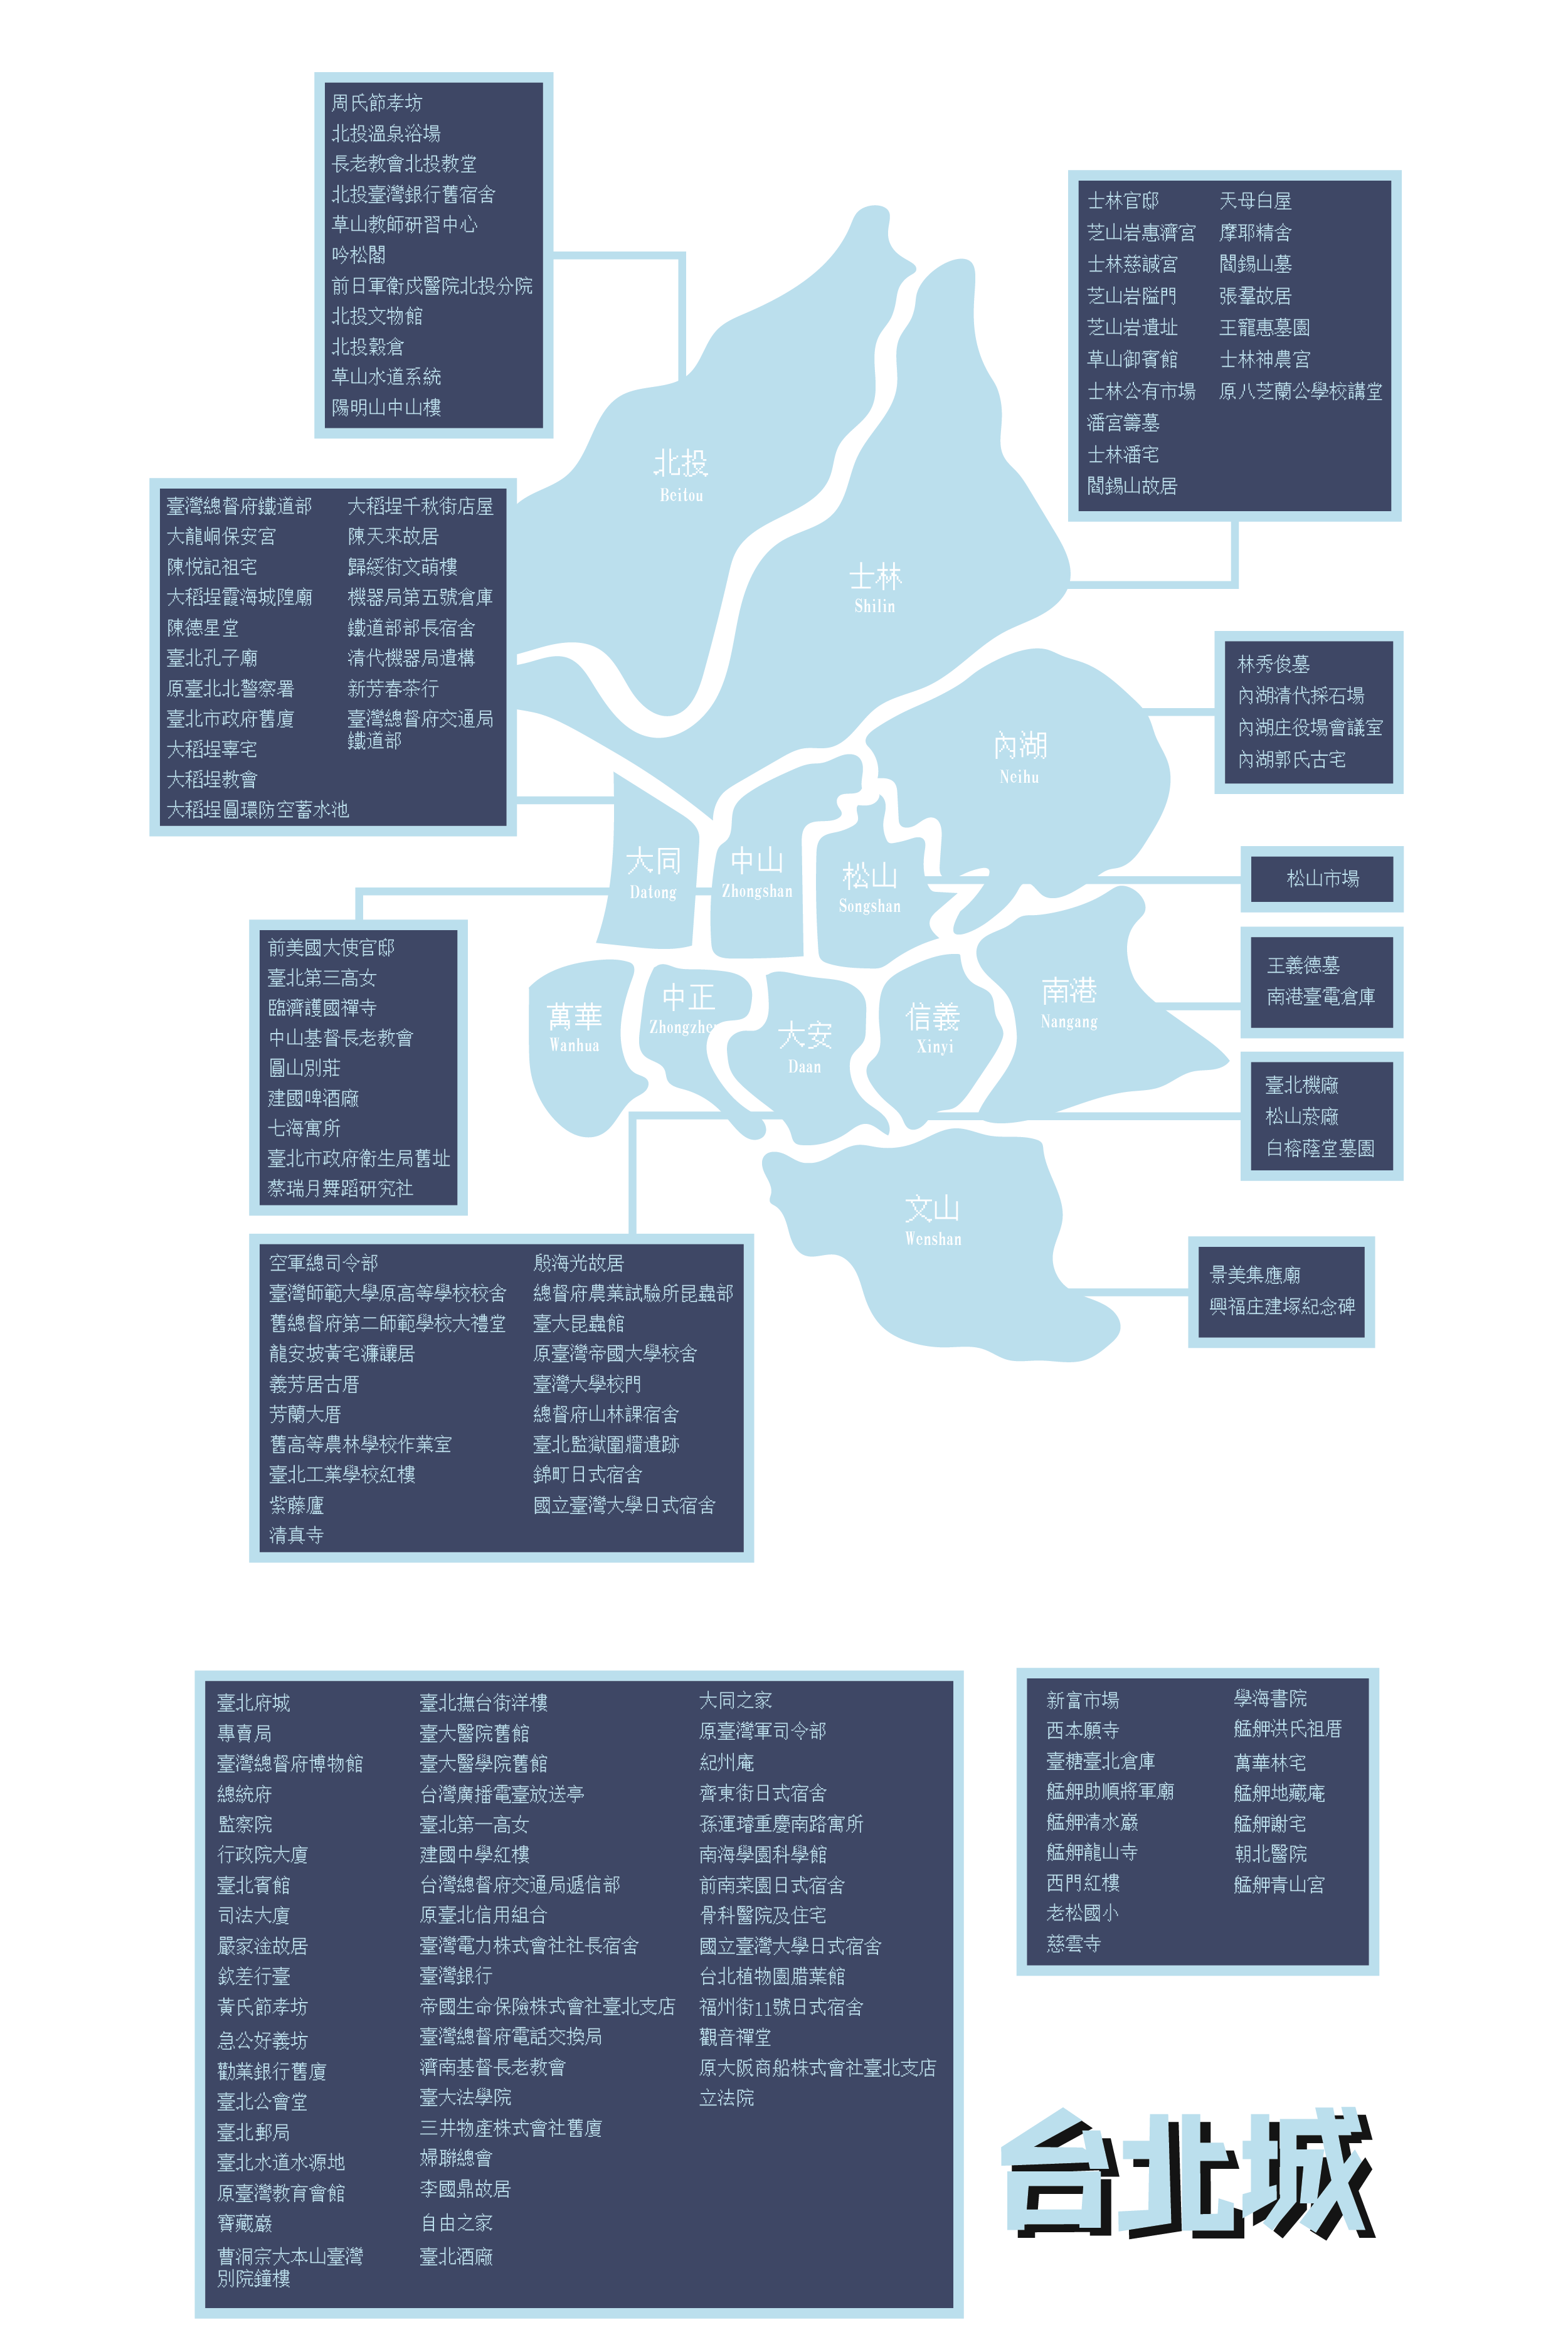 周氏節孝坊
北投溫泉浴場
長老教會北投教堂
北投臺灣銀行舊宿舍
草山教師研習中心
吟松閣
前日軍衛戍醫院北投分院
北投文物館
北投穀倉
草山水道系統
陽明山中山樓
士林官邸
芝山岩惠濟宮
士林慈諴宮
芝山岩隘門
芝山岩遺址
草山御賓館
士林公有市場
潘宮籌墓
士林潘宅
閻錫山故居
天母白屋
摩耶精舍
閻錫山墓
張羣故居
王寵惠墓園
士林神農宮
原八芝蘭公學校講堂
北投
Beitou
臺灣總督府鐵道部
大龍峒保安宮
陳悅記祖宅
大稻埕霞海城隍廟
陳德星堂
臺北孔子廟
原臺北北警察署
臺北市政府舊廈
大稻埕辜宅
大稻埕教會
大稻埕圓環防空蓄水池
大稻埕千秋街店屋
陳天來故居
歸綏街文萌樓
機器局第五號倉庫
鐵道部部長宿舍
清代機器局遺構
新芳春茶行
臺灣總督府交通局
鐵道部
士林
Shilin
林秀俊墓
內湖清代採石場
內湖庄役場會議室
內湖郭氏古宅
內湖
Neihu
大同
Datong
中山
Zhongshan
松山
Songshan
松山市場
前美國大使官邸
臺北第三高女
臨濟護國禪寺
中山基督長老教會
圓山別莊
建國啤酒廠
七海寓所
臺北市政府衛生局舊址
蔡瑞月舞蹈研究社
王義德墓
南港臺電倉庫
萬華
Wanhua
中正
Zhongzhe
大安
Daan
信義
Xinyi
南港
Nangang
臺北機廠
松山菸廠
白榕蔭堂墓園
文山
Wenshan
景美集應廟
興福庄建塚紀念碑
空軍總司令部
臺灣師範大學原高等學校校舍
舊總督府第二師範學校大禮堂
龍安坡黃宅濂讓居
義芳居古厝
芳蘭大厝
舊高等農林學校作業室
臺北工業學校紅樓
紫藤廬
清真寺
殷海光故居
總督府農業試驗所昆蟲部
臺大昆蟲館
原臺灣帝國大學校舍
臺灣大學校門
總督府山林課宿舍
臺北監獄圍牆遺跡
錦町日式宿舍
國立臺灣大學日式宿舍
臺北府城
專賣局
臺灣總督府博物館
總統府
監察院
行政院大廈
臺北賓館
司法大廈
嚴家淦故居
欽差行臺
黃氏節孝坊
急公好義坊
勸業銀行舊廈
臺北公會堂
臺北郵局
臺北水道水源地
原臺灣教育會館
寶藏巖
曹洞宗大本山臺灣
別院鐘樓
臺北撫台街洋樓
臺大醫院舊館
臺大醫學院舊館
台灣廣播電臺放送亭
臺北第一高女
建國中學紅樓
台灣總督府交通局遞信部
原臺北信用組合
臺灣電力株式會社社長宿舍
臺灣銀行
帝國生命保險株式會社臺北支店
臺灣總督府電話交換局
濟南基督長老教會
臺大法學院
三井物產株式會社舊廈
婦聯總會
李國鼎故居
自由之家
臺北酒廠
大同之家
原臺灣軍司令部
紀州庵
齊東街日式宿舍
孫運璿重慶南路寓所
南海學園科學館
前南菜園日式宿舍
骨科醫院及住宅
國立臺灣大學日式宿舍
台北植物園腊葉館
福州街11號日式宿舍
觀音禪堂
原大阪商船株式會社臺北支店
立法院
新富市場
西本願寺
臺糖臺北倉庫
艋舺助順將軍廟
艋舺清水巖
艋舺龍山寺
西門紅樓
老松國小
慈雲寺
學海書院
艋舺洪氏祖厝
萬華林宅
艋舺地藏庵
艋舺謝宅
朝北醫院
艋舺青山宮
台北城